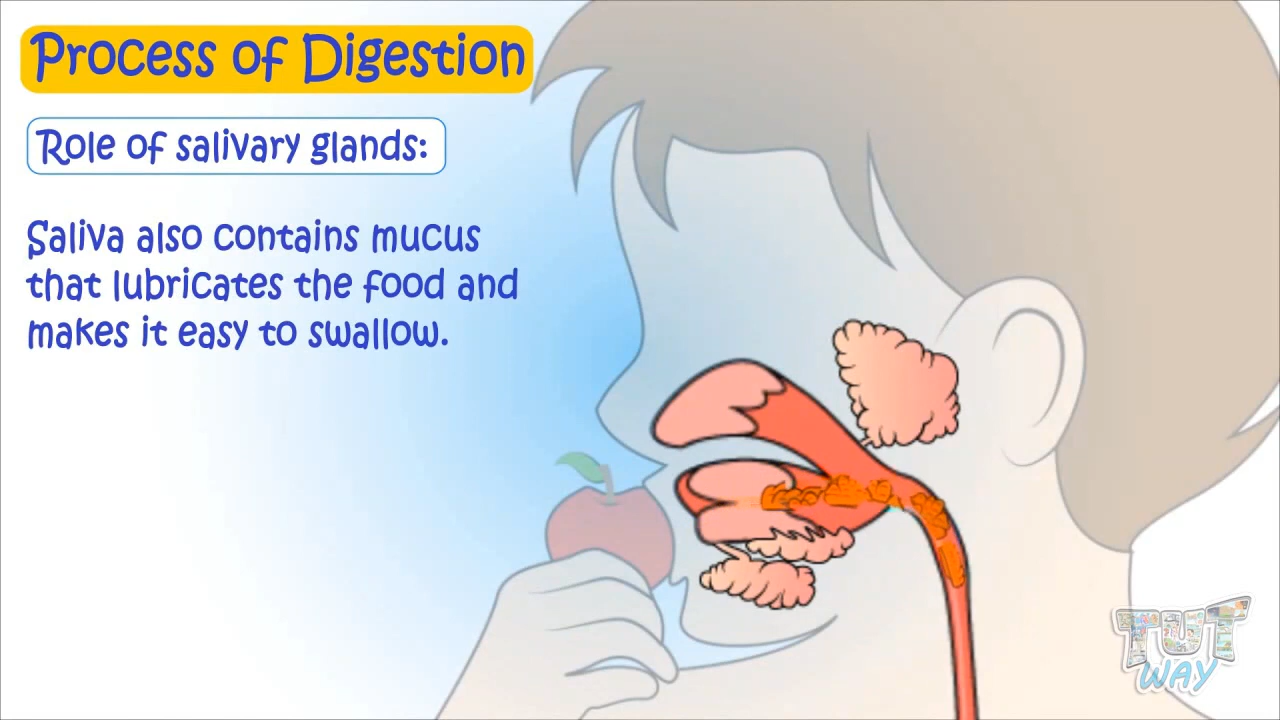 Process of Digestion
Role of salivary glands:
Saliva also contains mucus
that lubricates the food and
makes it easy to swallow.
TUT
WAY